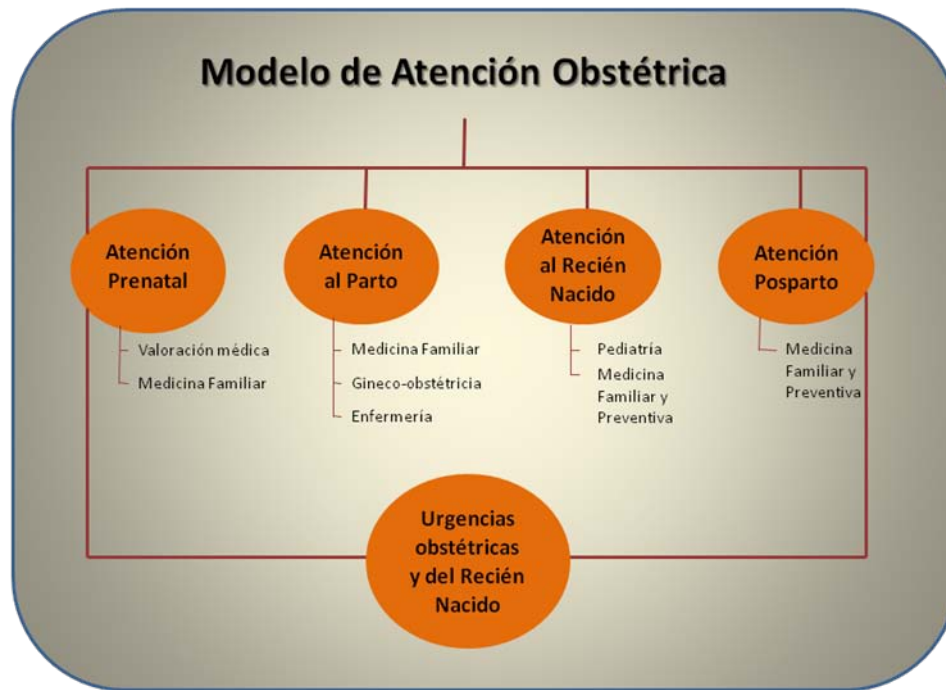 Modelo de Atención Obstétrica
Atención
Prenatal
Valoración médica
Medicina Familiar
Atención
al Parto
Medicina Familiar
Gineco-obstétricia
Enfermería
Atención
al Recién
Nacido
Pediatría
Medicina
Familiar y
Preventiva
Atención
Posparto
Medicina
Familiar y
Preventiva
Urgencias
obstétricas
y del Recién
Nacido